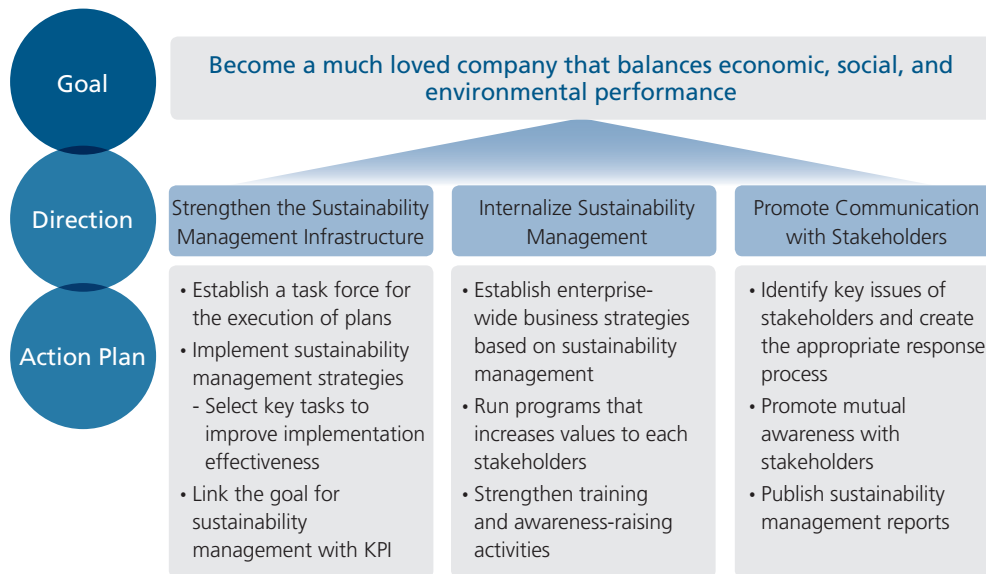 Goal
Become a much loved company that balances economic, social, and
environmental performance
Direction
Strengthen the Sustainability
Management Infrastructure
Internalize Sustainability
Management
Promote Communication
with Stakeholders
Action Plan
• Establish a task force for
the execution of plans
• Implement sustainability
management strategies
- Select key tasks to
improve implementation
effectiveness
• Link the goal for
sustainability
management with KPI
• Establish enterprise-
wide business strategies
based on sustainability
management
• Run programs that
increases values to each
stakeholders
• Strengthen training
and awareness-raising
activities
• Identify key issues of
stakeholders and create
the appropriate response
process
• Promote mutual
awareness with
stakeholders
• Publish sustainability
management reports